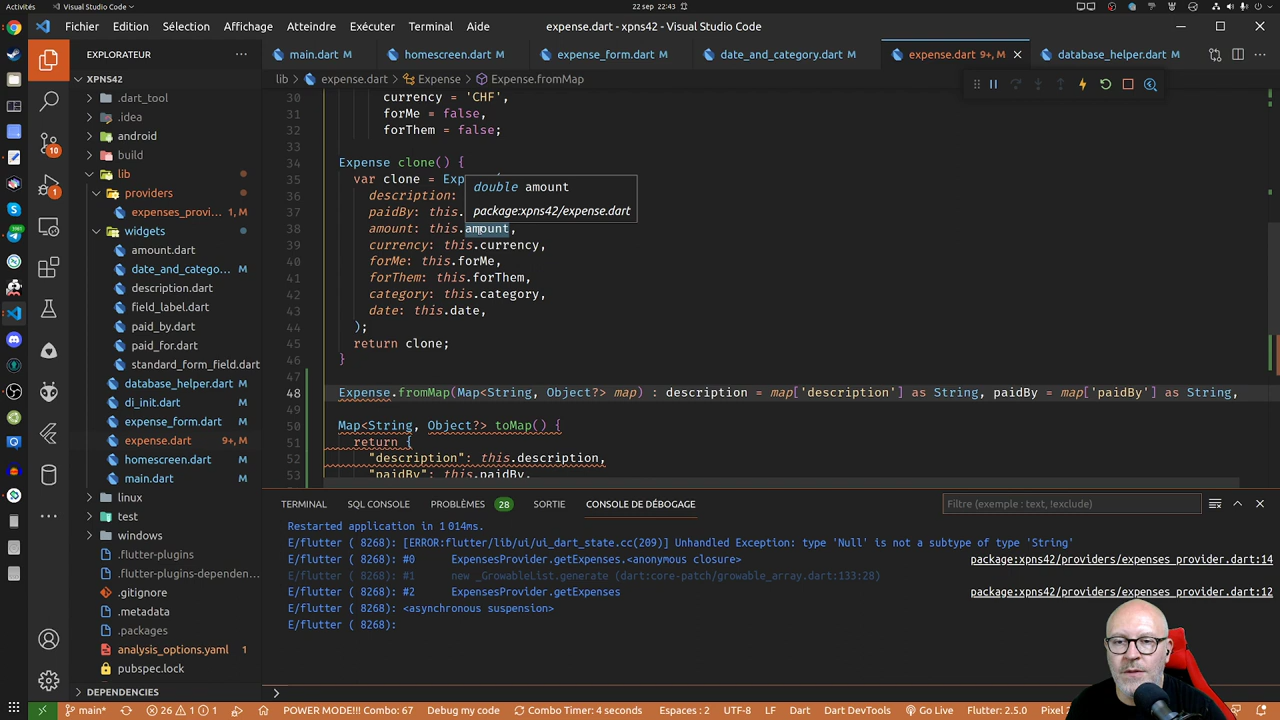 Activités
Visual Studio Code
22 sep 22:43
Fichier Edition Sélection Affichage Atteindre Exécuter Terminal Aide
expense.dart - xpns42 - Visual Studio Code
EXPLORATEUR
main.dart M
homescreen.dart M
expense_form.dart M
date_and_category.dart M
expense.dart 9+, M
database_helper.dart M
XPNS42
.dart_tool
.idea
android
build
lib
providers
expenses_provi... 1, M
widgets
amount.dart
date_and_catego... M
description.dart
field_label.dart
paid_by.dart
paid_for.dart
standard_form_field.dart
database_helper.dart M
di_init.dart M
expense_form.dart M
expense.dart 9+, M
homescreen.dart M
main.dart M
linux
test
windows
.flutter-plugins
.flutter-plugins-dependen...
.gitignore
.metadata
.packages
analysis_options.yaml 1
pubspec.lock
DEPENDENCIES
10
1
lib > expense.dart > Expense > Expense.fromMap
30 currency = 'CHF',
31 forMe = false,
32 forThem = false;
33
34 Expense clone() {
35 var clone = Exp
36 description:
37 paidBy: this.
38 amount: this.amount,
39 currency: this.currency,
40 forMe: this.forMe,
41 forThem: this.forThem,
42 category: this.category,
43 date: this.date,
44 );
45 return clone;
46 }
47
48 Expense.fromMap(Map<String, Object?> map) : description = map['description'] as String, paidBy = map['paidBy'] as String,
49
50 Map<String, Object?> toMap() {
51 return {
52 "description": this.description,
53 "paidBy": this.paidBy,
double amount
package:xpns42/expense.dart
TERMINAL SQL CONSOLE PROBLÈMES 28 SORTIE CONSOLE DE DÉBOGAGE
Filtre (exemple : text, !exclude)
Restarted application in 1 014ms.
E/flutter ( 8268): [ERROR:flutter/lib/ui/ui_dart_state.cc(209)] Unhandled Exception: type 'Null' is not a subtype of type 'String'
E/flutter ( 8268): #0 ExpensesProvider.getExpenses.<anonymous closure> package:xpns42/providers/expenses_provider.dart:14
E/flutter ( 8268): #1 new _GrowableList.generate (dart:core-patch/growable_array.dart:133:28)
E/flutter ( 8268): #2 ExpensesProvider.getExpenses package:xpns42/providers/expenses_provider.dart:12
E/flutter ( 8268): <asynchronous suspension>
E/flutter ( 8268):
main* 26 1 1 POWER MODE!!! Combo: 67 Debug my code Combo Timer: 4 seconds Espaces : 2 UTF-8 LF Dart Dart DevTools Go Live Flutter: 2.5.0 Pixel